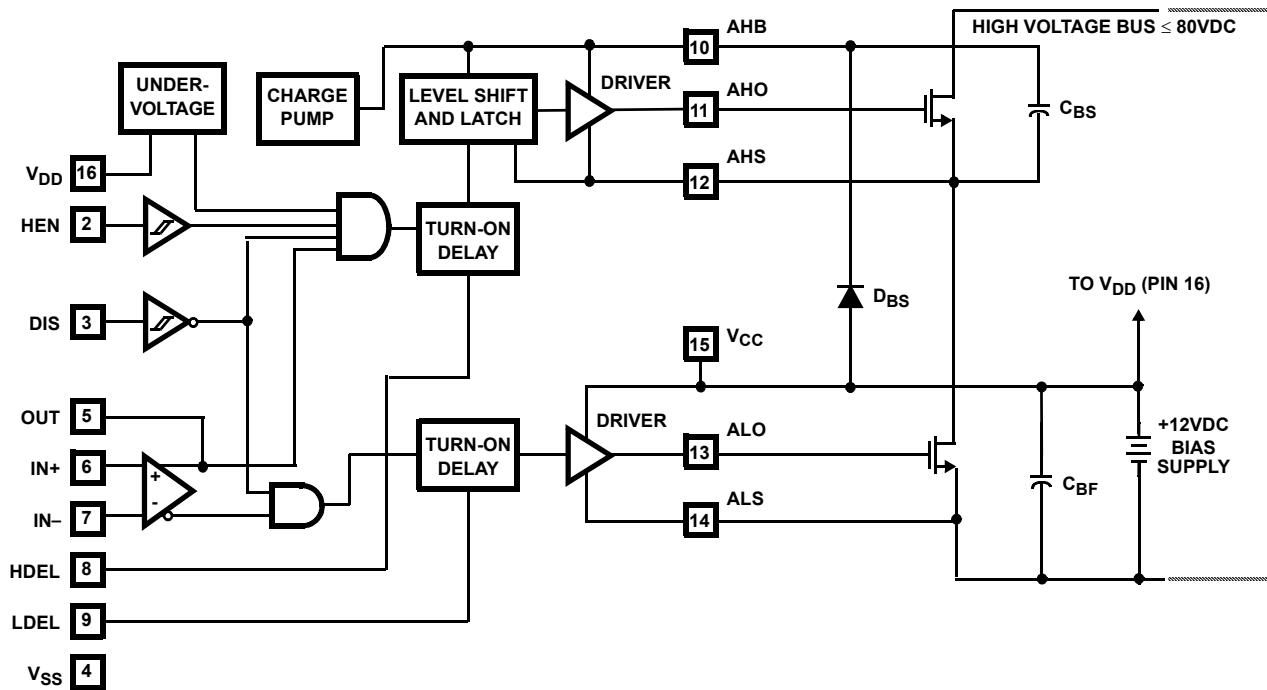 HIGH VOLTAGE BUS ≤ 80VDC
UNDER-
VOLTAGE
CHARGE
PUMP
LEVEL SHIFT
AND LATCH
DRIVER
10
AHB
11
AHO
12
AHS
CBS
VDD 16
HEN 2
DIS 3
TURN-ON
DELAY
DBS
TO VDD (PIN 16)
15
VCC
OUT 5
IN+ 6
IN– 7
+
-
HDEL 8
LDEL 9
VSS 4
TURN-ON
DELAY
DRIVER
13
ALO
14
ALS
CBF
+12VDC
BIAS
SUPPLY